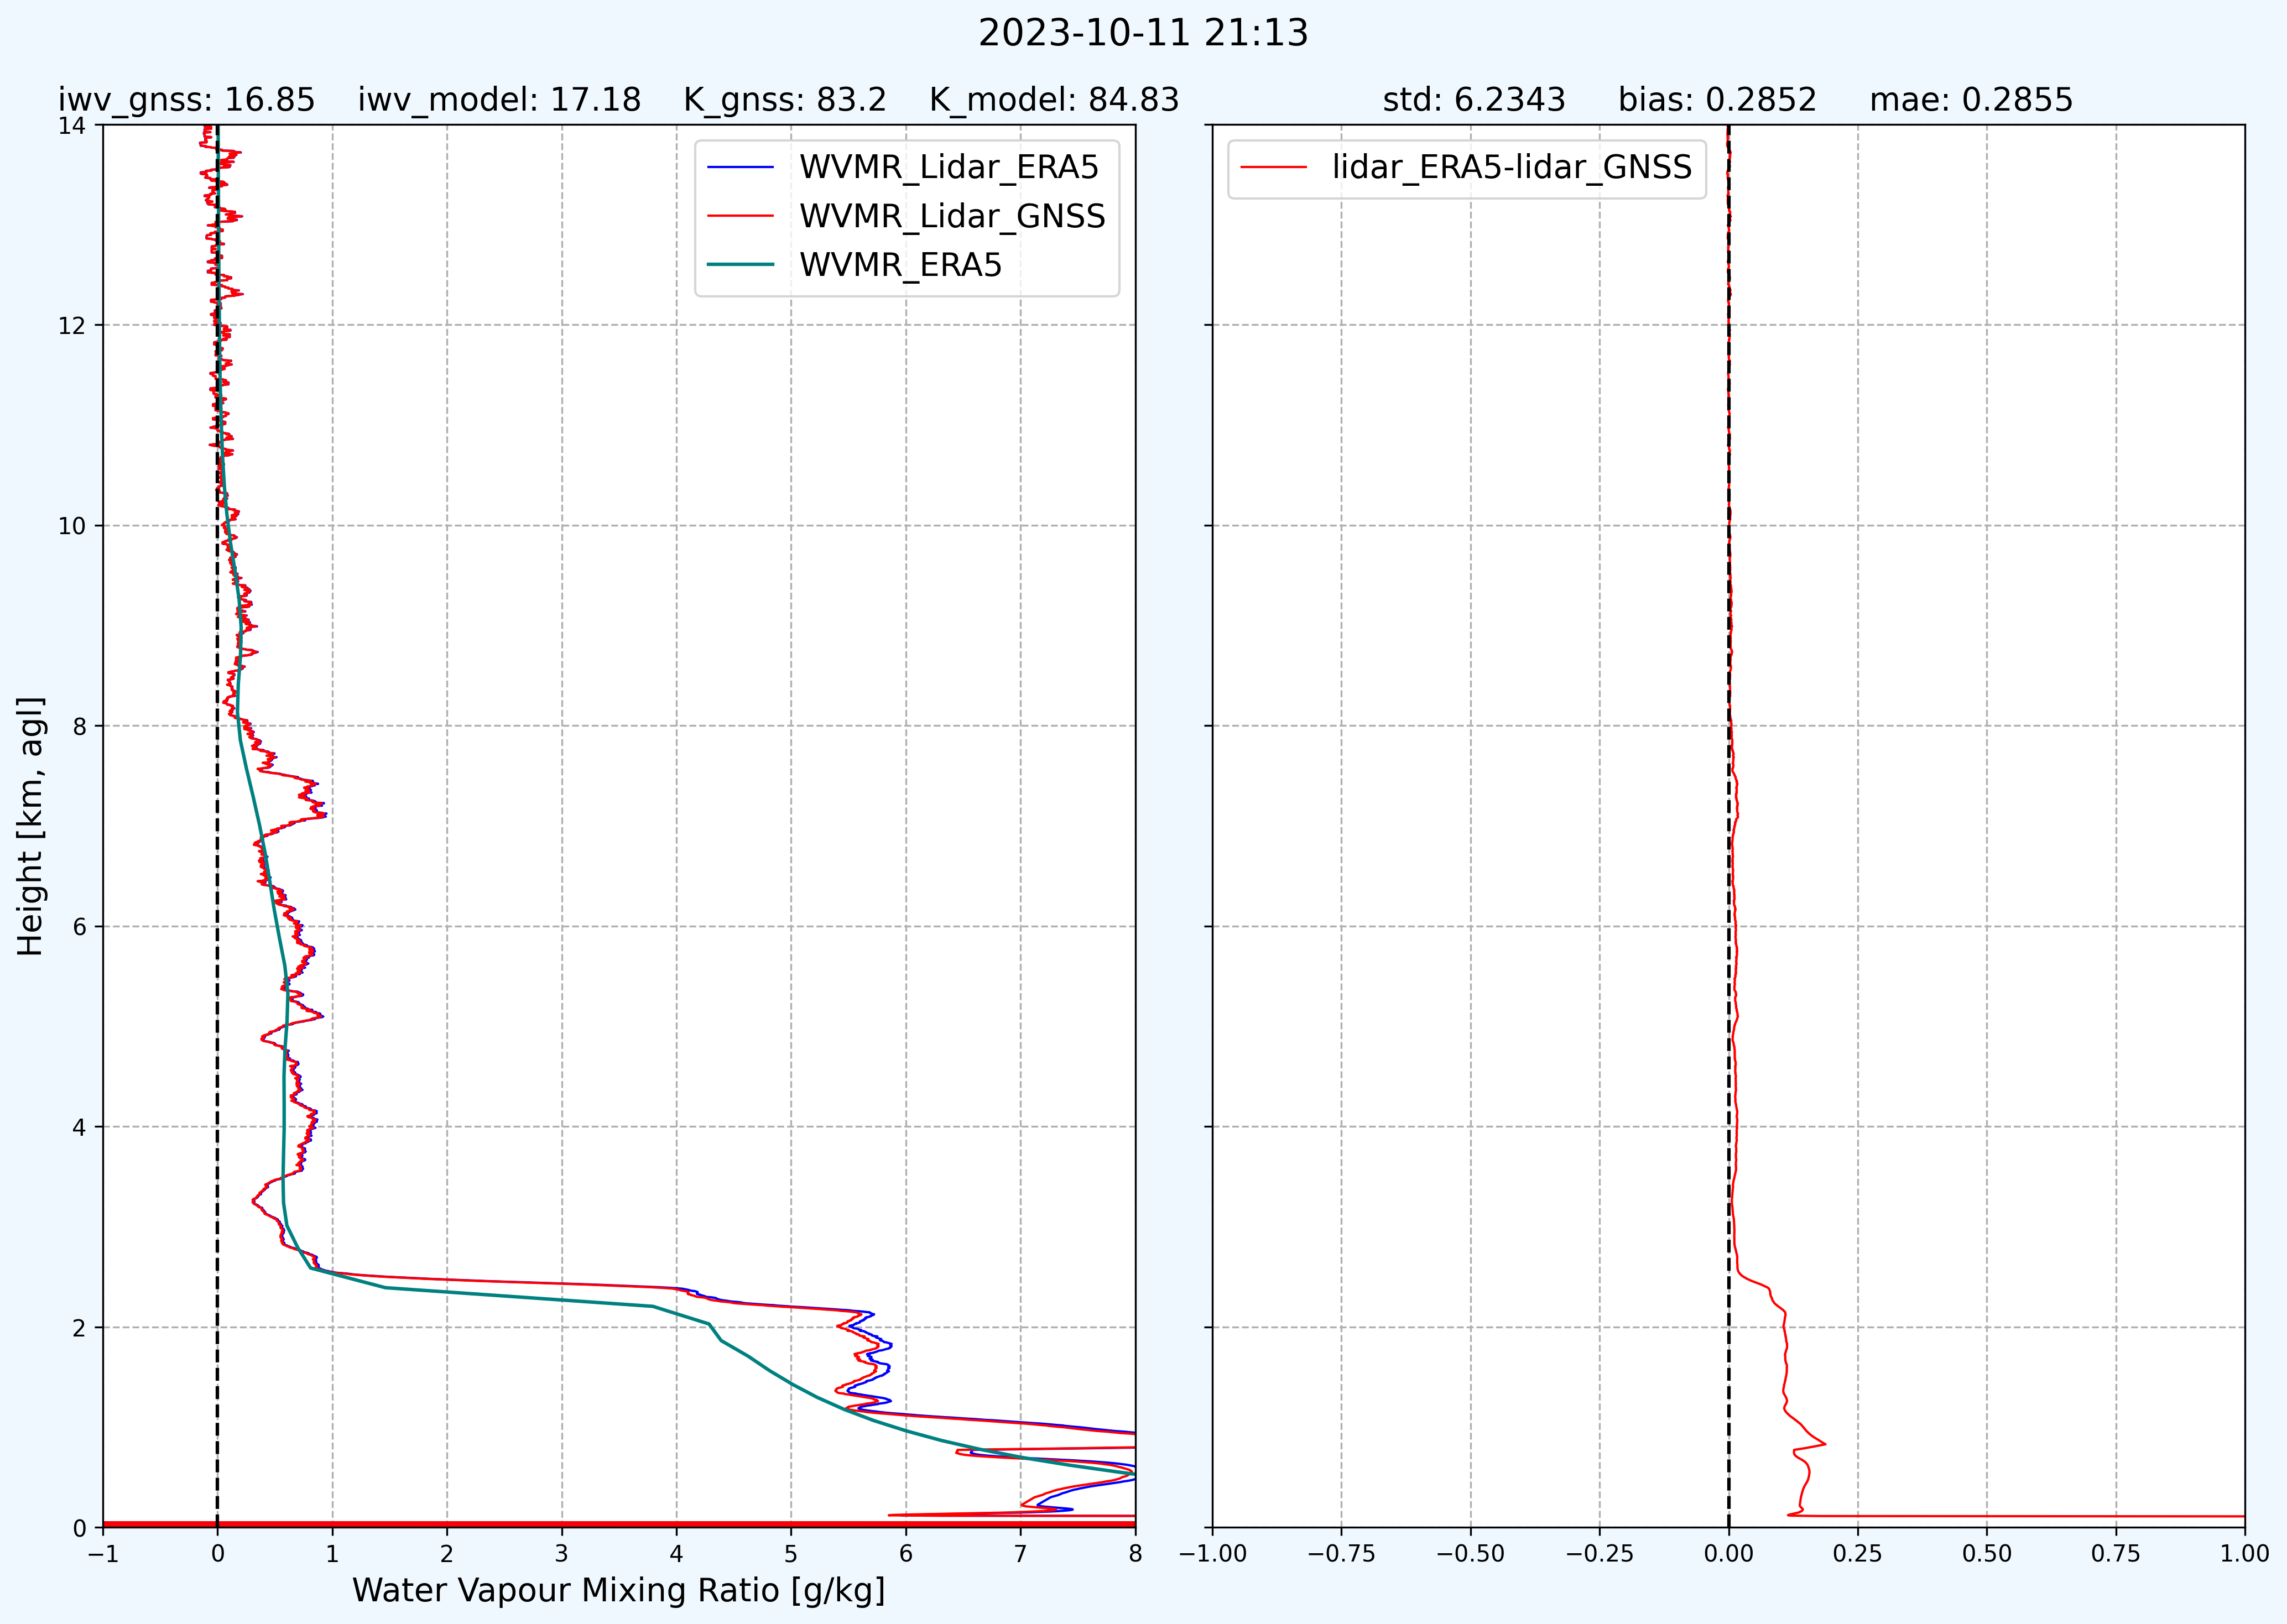 2023-10-11 21:13
iwv_gnss: 16.85 iwv_model: 17.18 K_gnss: 83.2 K_model: 84.83
std: 6.2343 bias: 0.2852 mae: 0.2855
WVMR_Lidar_ERA5
WVMR_Lidar_GNSS
WVMR_ERA5
lidar_ERA5-lidar_GNSS
Height [km, agl]
14
12
10
8
6
4
2
0
−1 0 1 2 3 4 5 6 7 8
Water Vapour Mixing Ratio [g/kg]
−1.00 −0.75 −0.50 −0.25 0.00 0.25 0.50 0.75 1.00